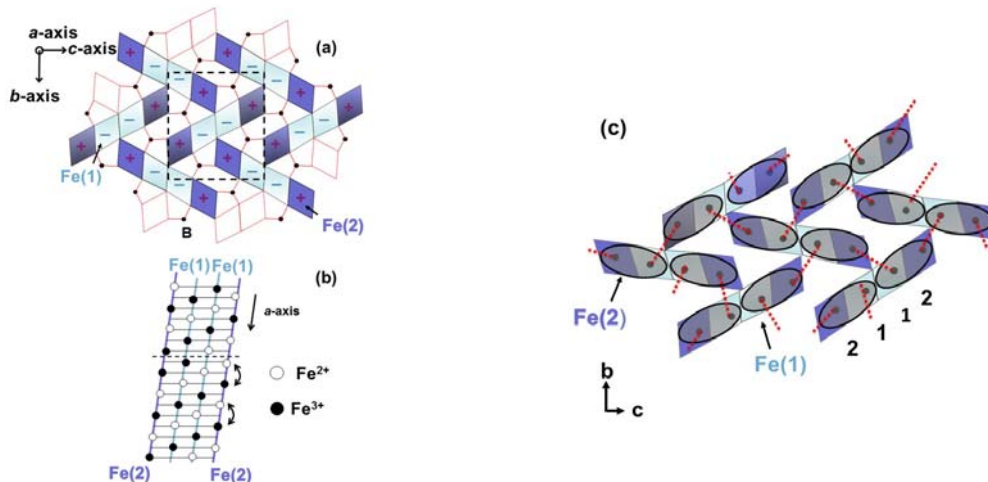 (a)
a-axis
c-axis
b-axis
+ +
− − − −
+ + + +
− − − −
+ + + +
− − − −
+ +
Fe(1)
B
Fe(2)
Fe(1) Fe(1)
(b)
a-axis
Fe2+
Fe3+
Fe(2) Fe(2)
(c)
Fe(2)
Fe(1)
2 1 1 2
b
c